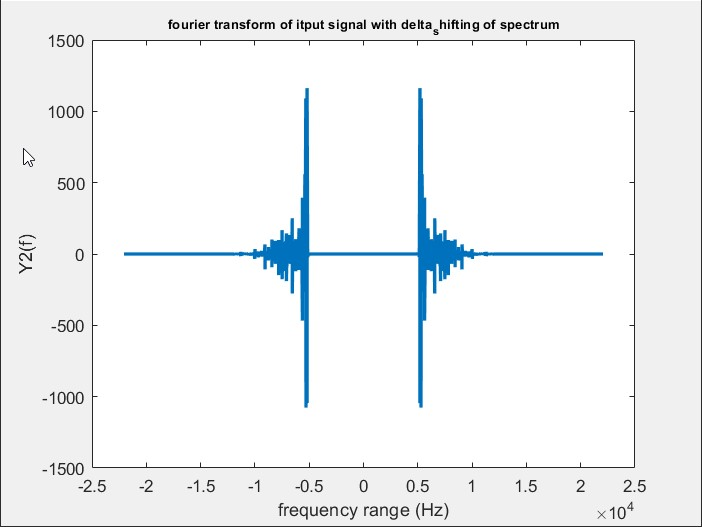 fourier transform of itput signal with delta_shifting of spectrum
1500
1000
500
0
-500
-1000
-1500
Y2(f)
-2.5 -2 -1.5 -1 -0.5 0 0.5 1 1.5 2 2.5
frequency range (Hz)
×10^4